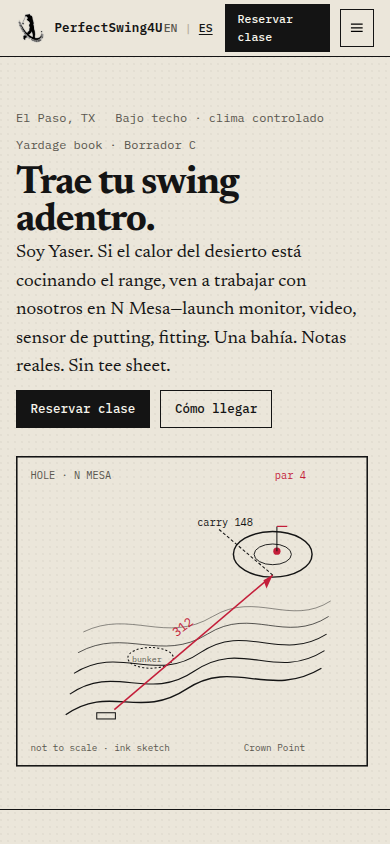 PerfectSwing4U EN | ES Reservar clase ≡
El Paso, TX Bajo techo · clima controlado
Yardage book · Borrador C
Trae tu swing
adentro.
Soy Yaser. Si el calor del desierto está
cocinando el range, ven a trabajar con
nosotros en N Mesa—launch monitor, video,
sensor de putting, fitting. Una bahía. Notas
reales. Sin tee sheet.
Reservar clase Cómo llegar
HOLE · N MESA par 4
carry 148
312
bunker
not to scale · ink sketch Crown Point